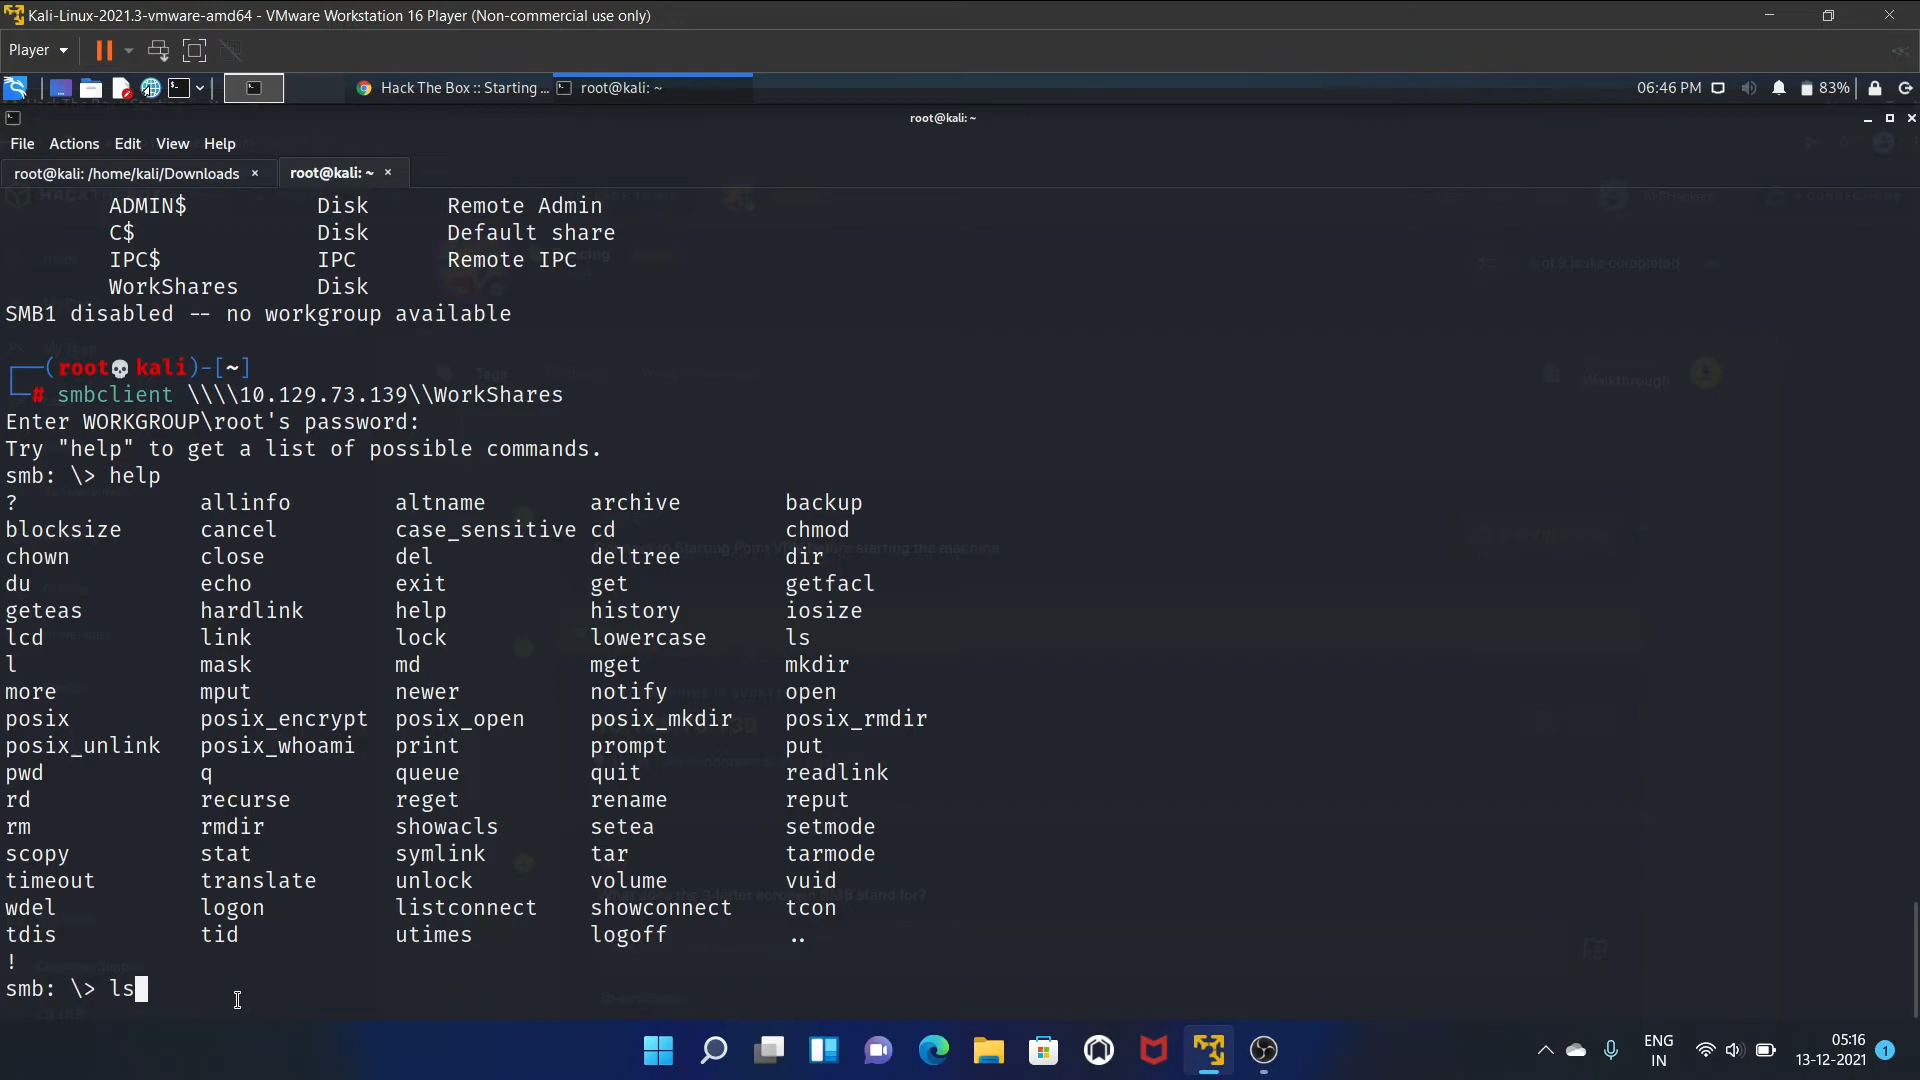 Kali-Linux-2021.3-vmware-amd64 - VMware Workstation 16 Player (Non-commercial use only)
Player
Hack The Box :: Starting ...
root@kali: ~
06:46 PM
83%
root@kali: ~
File Actions Edit View Help
root@kali: /home/kali/Downloads ×
root@kali: ~ ×
ADMIN$ Disk Remote Admin
C$ Disk Default share
IPC$ IPC Remote IPC
WorkShares Disk
SMB1 disabled -- no workgroup available
(root💀kali)-[~]
# smbclient \\\\10.129.73.139\\WorkShares
Enter WORKGROUP\root's password:
Try "help" to get a list of possible commands.
smb: \> help
? allinfo altname archive backup
blocksize cancel case_sensitive cd chmod
chown close del deltree dir
du echo exit get getfacl
geteas hardlink help history iosize
lcd link lock lowercase ls
l mask md mget mkdir
more mput newer notify open
posix posix_encrypt posix_open posix_mkdir posix_rmdir
posix_unlink posix_whoami print prompt put
pwd q queue quit readlink
rd recurse reget rename reput
rm rmdir showacls setea setmode
scopy stat symlink tar tarmode
timeout translate unlock volume vuid
wdel logon listconnect showconnect tcon
tdis tid utimes logoff ..
!
smb: \> ls
ENG
IN
05:16
13-12-2021
1